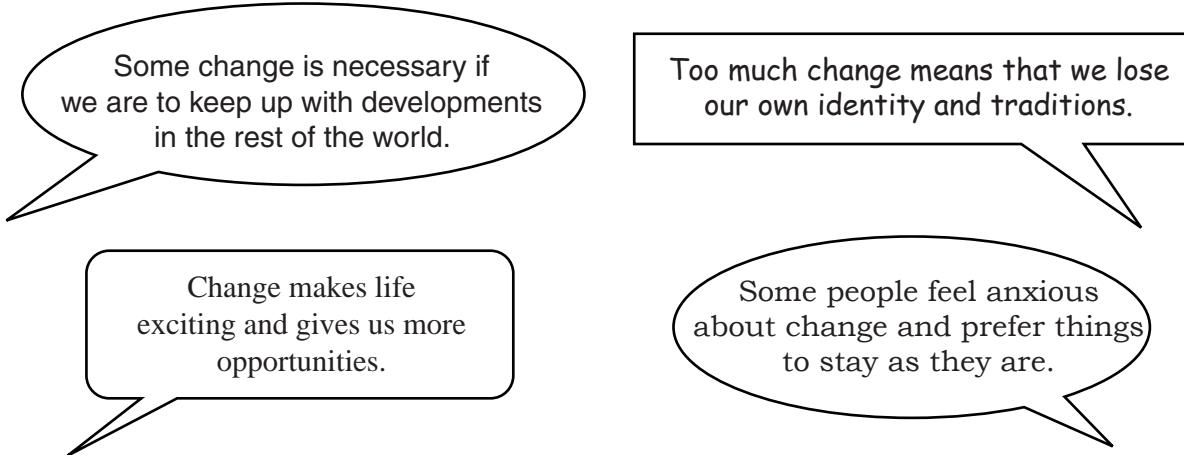 Some change is necessary if
we are to keep up with developments
in the rest of the world.
Too much change means that we lose
our own identity and traditions.
Change makes life
exciting and gives us more
opportunities.
Some people feel anxious
about change and prefer things
to stay as they are.